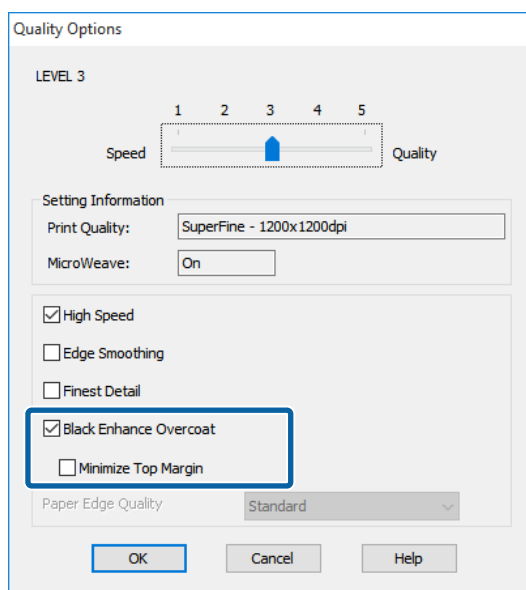 Quality Options
LEVEL 3
1 2 3 4 5
Speed Quality
Setting Information
Print Quality: SuperFine - 1200x1200dpi
MicroWeave: On
High Speed
Edge Smoothing
Finest Detail
Black Enhance Overcoat
Minimize Top Margin
Paper Edge Quality Standard
OK Cancel Help